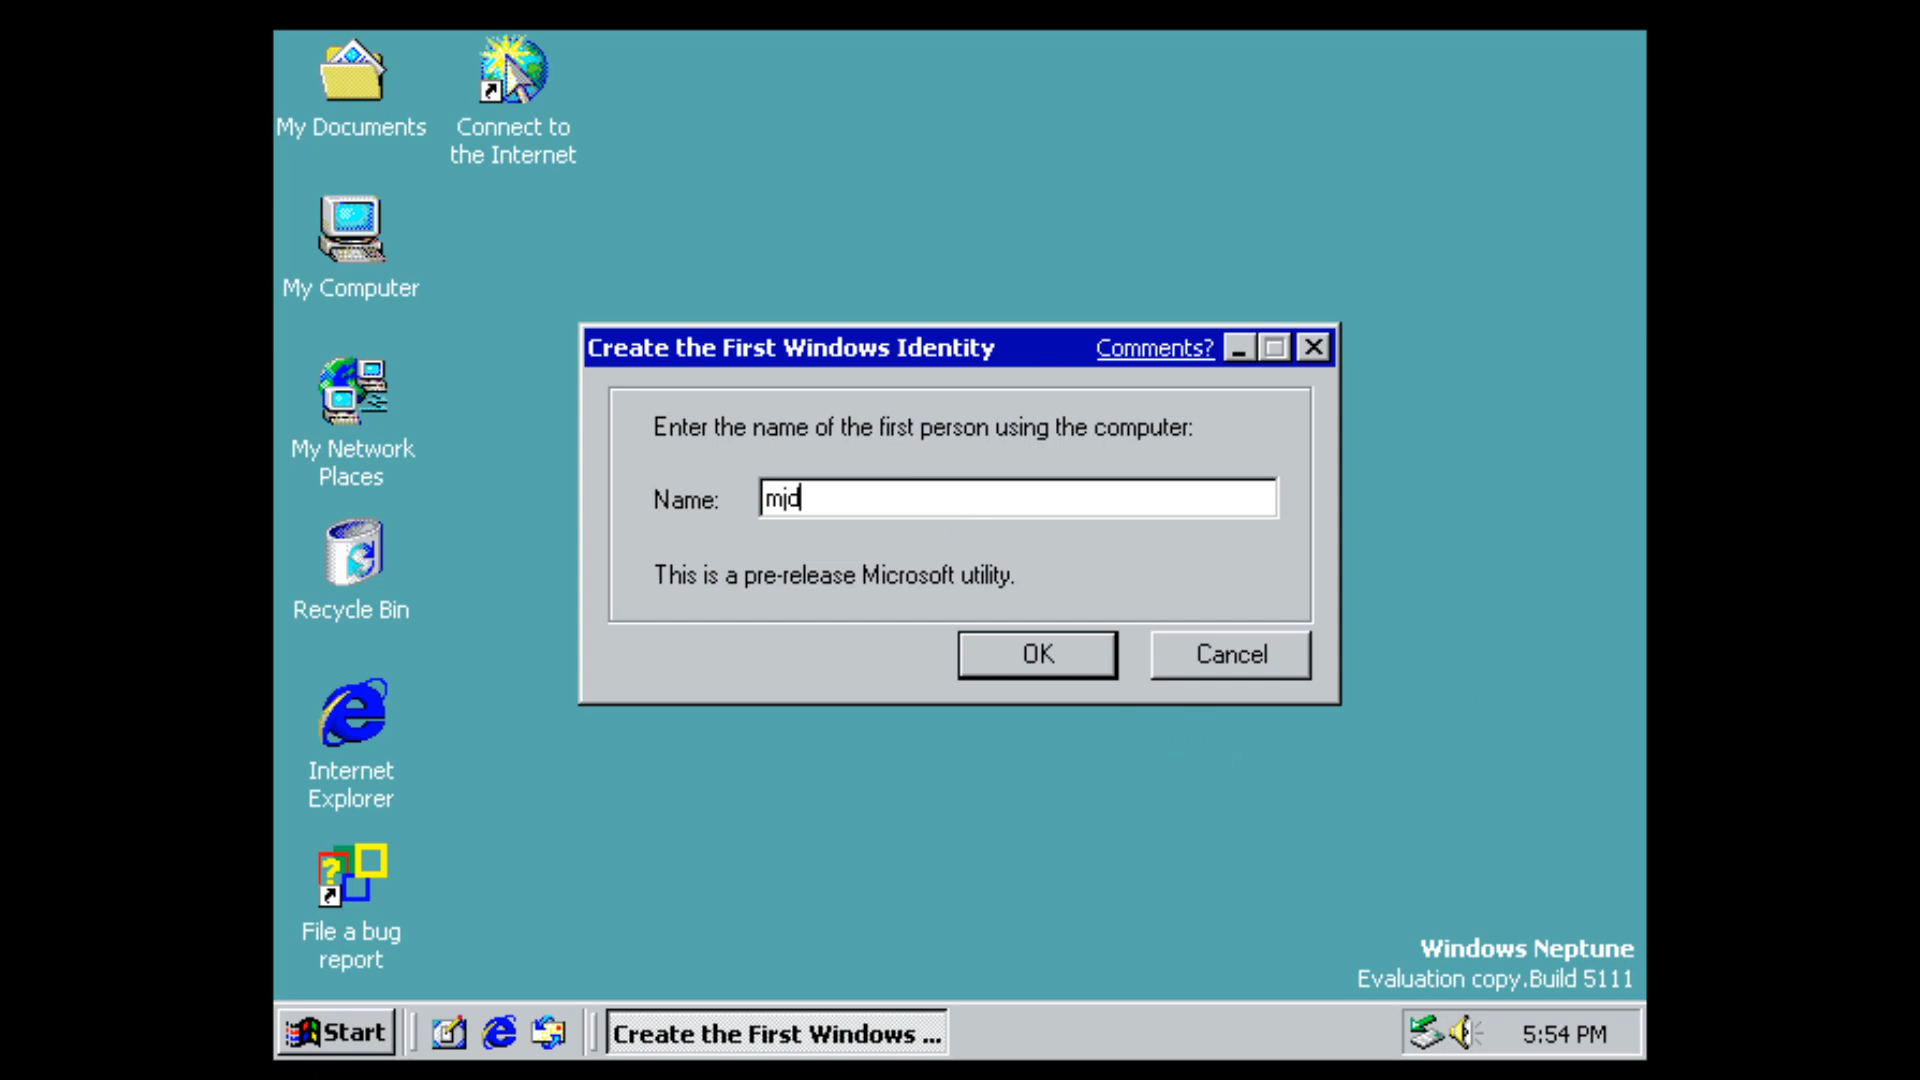 My Documents
Connect to
the Internet
My Computer
My Network
Places
Recycle Bin
Internet
Explorer
File a bug
report
Create the First Windows Identity
Comments?
Enter the name of the first person using the computer:
Name:
mjd
This is a pre-release Microsoft utility.
OK
Cancel
Windows Neptune
Evaluation copy.Build 5111
Start
Create the First Windows ...
5:54 PM